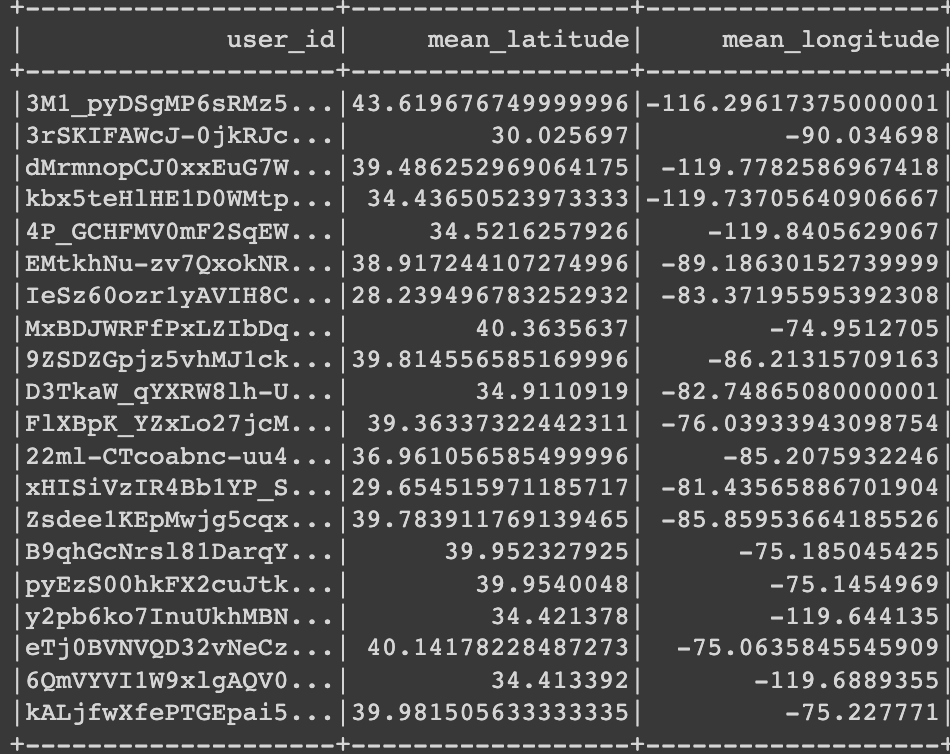 +--------------------+------------------+-------------------+
|             user_id|     mean_latitude|     mean_longitude|
+--------------------+------------------+-------------------+
|3M1_pyDSgMP6sRMz5...|43.619676749999996|-116.29617375000001|
|3rSKIFAWcJ-0jkRJc...|         30.025697|         -90.034698|
|dMrmnopCJ0xxEuG7W...|39.486252969064175| -119.7782586967418|
|kbx5teHlHE1D0WMtp...| 34.43650523973333|-119.73705640906667|
|4P_GCHFMV0mF2SqEW...|     34.5216257926|    -119.8405629067|
|EMtkhNu-zv7QxokNR...|38.917244107274996| -89.18630152739999|
|IeSz60ozr1yAVIH8C...|28.239496783252932| -83.37195595392308|
|MxBDJWRFfPxLZIbDq...|        40.3635637|        -74.9512705|
|9ZSDZGpjz5vhMJ1ck...|39.814556585169996|    -86.21315709163|
|D3TkaW_qYXRW8lh-U...|        34.9110919| -82.74865080000001|
|FlXBpK_YZxLo27jcM...| 39.36337322442311| -76.03933943098754|
|22ml-CTcoabnc-uu4...|36.961056585499996|     -85.2075932246|
|xHISiVzIR4Bb1YP_S...|29.654515971185717| -81.43565886701904|
|Zsdee1KEpMwjg5cqx...|39.783911769139465| -85.85953664185526|
|B9qhGcNrsl81DarqY...|      39.952327925|      -75.185045425|
|pyEzS00hkFX2cuJtk...|        39.9540048|        -75.1454969|
|y2pb6ko7InuUkhMBN...|         34.421378|        -119.644135|
|eTj0BVNVQD32vNeCz...| 40.14178228487273|  -75.0635845545909|
|6QmVYVI1W9xlgAQV0...|         34.413392|       -119.6889355|
|kALjfwXfePTGEpai5...|39.981505633333335|         -75.227771|
+--------------------+------------------+-------------------+